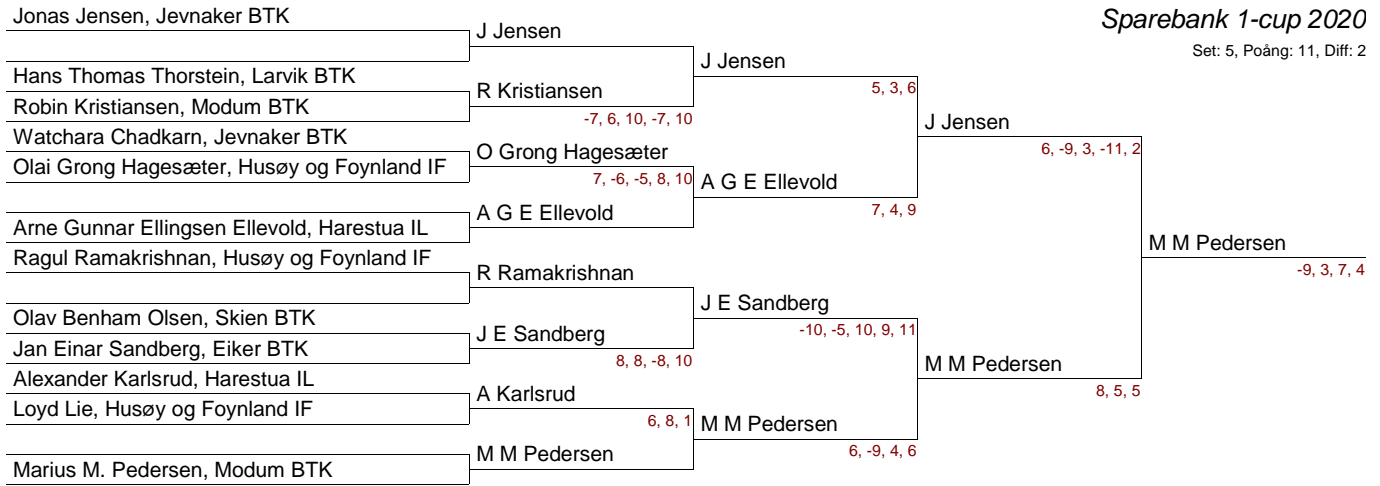 Jonas Jensen, Jevnaker BTK
Sparebank 1-cup 2020
Set: 5, Poång: 11, Diff: 2
J Jensen
J Jensen
Hans Thomas Thorstein, Larvik BTK
5, 3, 6
R Kristiansen
Robin Kristiansen, Modum BTK
-7, 6, 10, -7, 10
J Jensen
Watchara Chadkarn, Jevnaker BTK
6, -9, 3, -11, 2
O Grong Hagesæter
Olai Grong Hagesæter, Husøy og Foynland IF
7, -6, -5, 8, 10
A G E Ellevold
7, 4, 9
A G E Ellevold
Arne Gunnar Ellingsen Ellevold, Harestua IL
M M Pedersen
-9, 3, 7, 4
Ragul Ramakrishnan, Husøy og Foynland IF
R Ramakrishnan
J E Sandberg
Olav Benham Olsen, Skien BTK
-10, -5, 10, 9, 11
J E Sandberg
Jan Einar Sandberg, Eiker BTK
8, 8, -8, 10
M M Pedersen
Alexander Karlsrud, Harestua IL
8, 5, 5
A Karlsrud
Loyd Lie, Husøy og Foynland IF
6, 8, 1
M M Pedersen
6, -9, 4, 6
M M Pedersen
Marius M. Pedersen, Modum BTK